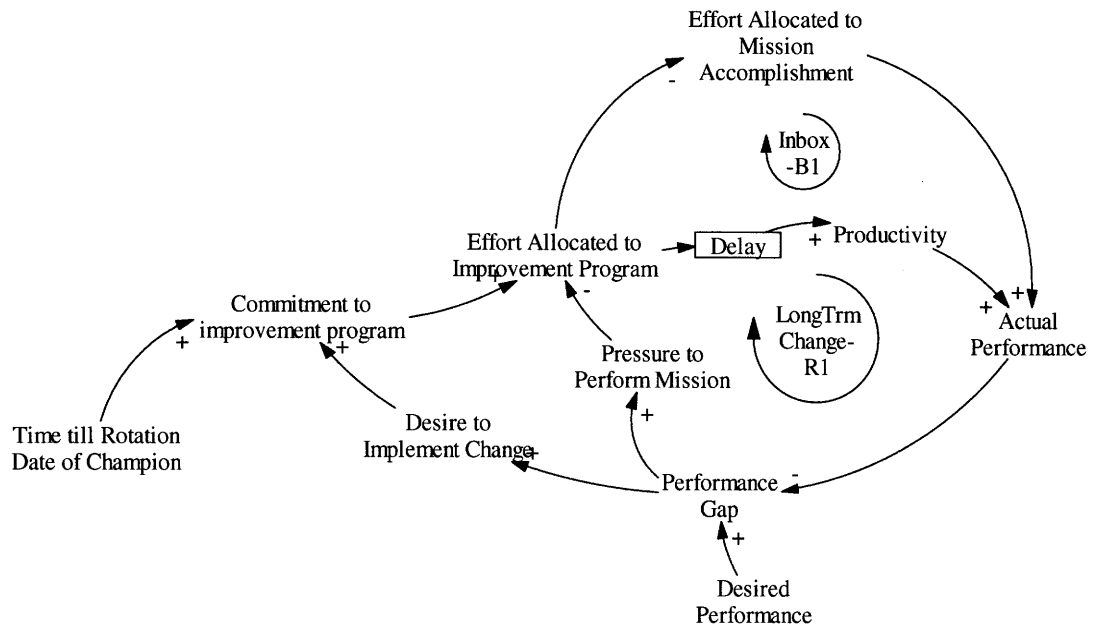 Effort Allocated to
Mission
Accomplishment
-
Inbox
-B1
Effort Allocated to
Improvement Program
Delay
+
Productivity
+
-
Commitment to
improvement program
+
+
LongTrm
Change-
R1
+
+
Actual
Performance
Pressure to
Perform Mission
+
Time till Rotation
Date of Champion
Desire to
Implement Change
+
-
Performance
Gap
+
Desired
Performance